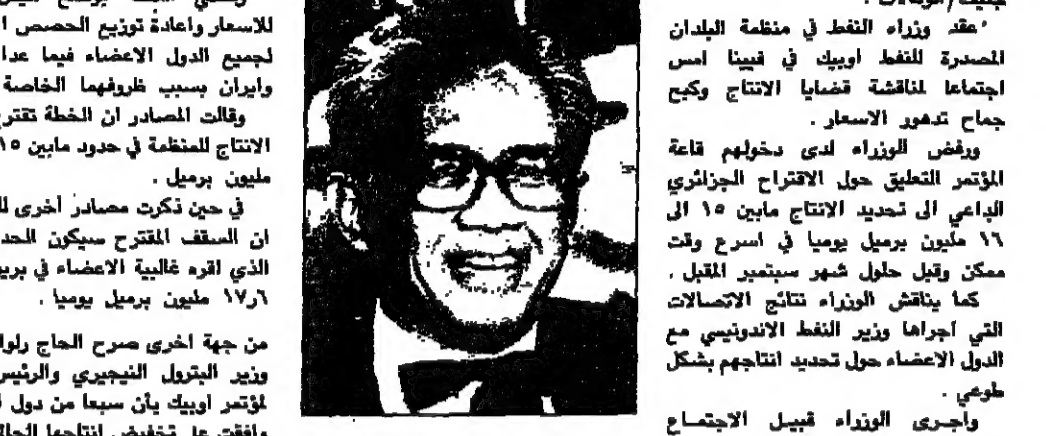 جنيف/الوكالات .
عقد وزراء النفط في منظمة البلدان
المصدرة للنفط اوبيك في فيينا امس
اجتماعا لمناقشة قضايا الانتاج وكبح
جماح تدهور الاسعار .
ورفض الوزراء لدى دخولهم قاعة
المؤتمر التعليق حول الاقتراح الجزائري
الداعي الى تحديد الانتاج مابين ١٥ الى
١٦ مليون برميل يوميا في اسرع وقت
ممكن وقبل حلول شهر سبتمبر المقبل .
كما يناقش الوزراء نتائج الاتصالات
التي اجراها وزير النفط الاندونيسي مع
الدول الاعضاء حول تحديد انتاجهم بشكل
طوعي .
واجرى الوزراء قبيل الاجتماع
للاسعار واعادة توزيع الحصص
لجميع الدول الاعضاء فيما عدا
وايران بسبب ظروفهما الخاصة
وقالت المصادر ان الخطة تقترح
الانتاج للمنظمة في حدود مابين ١٥
مليون برميل .
في حين ذكرت مصادر أخرى
ان السقف المقترح سيكون
الذي اقره غالبية الاعضاء في
١٧٫٦ مليون برميل يوميا .
من جهة اخرى صرح الحاج
وزير البترول النيجيري والرئيس
لمؤتمر اوبيك بأن سبعا من دول
وافقت على تخفيض انتاجها